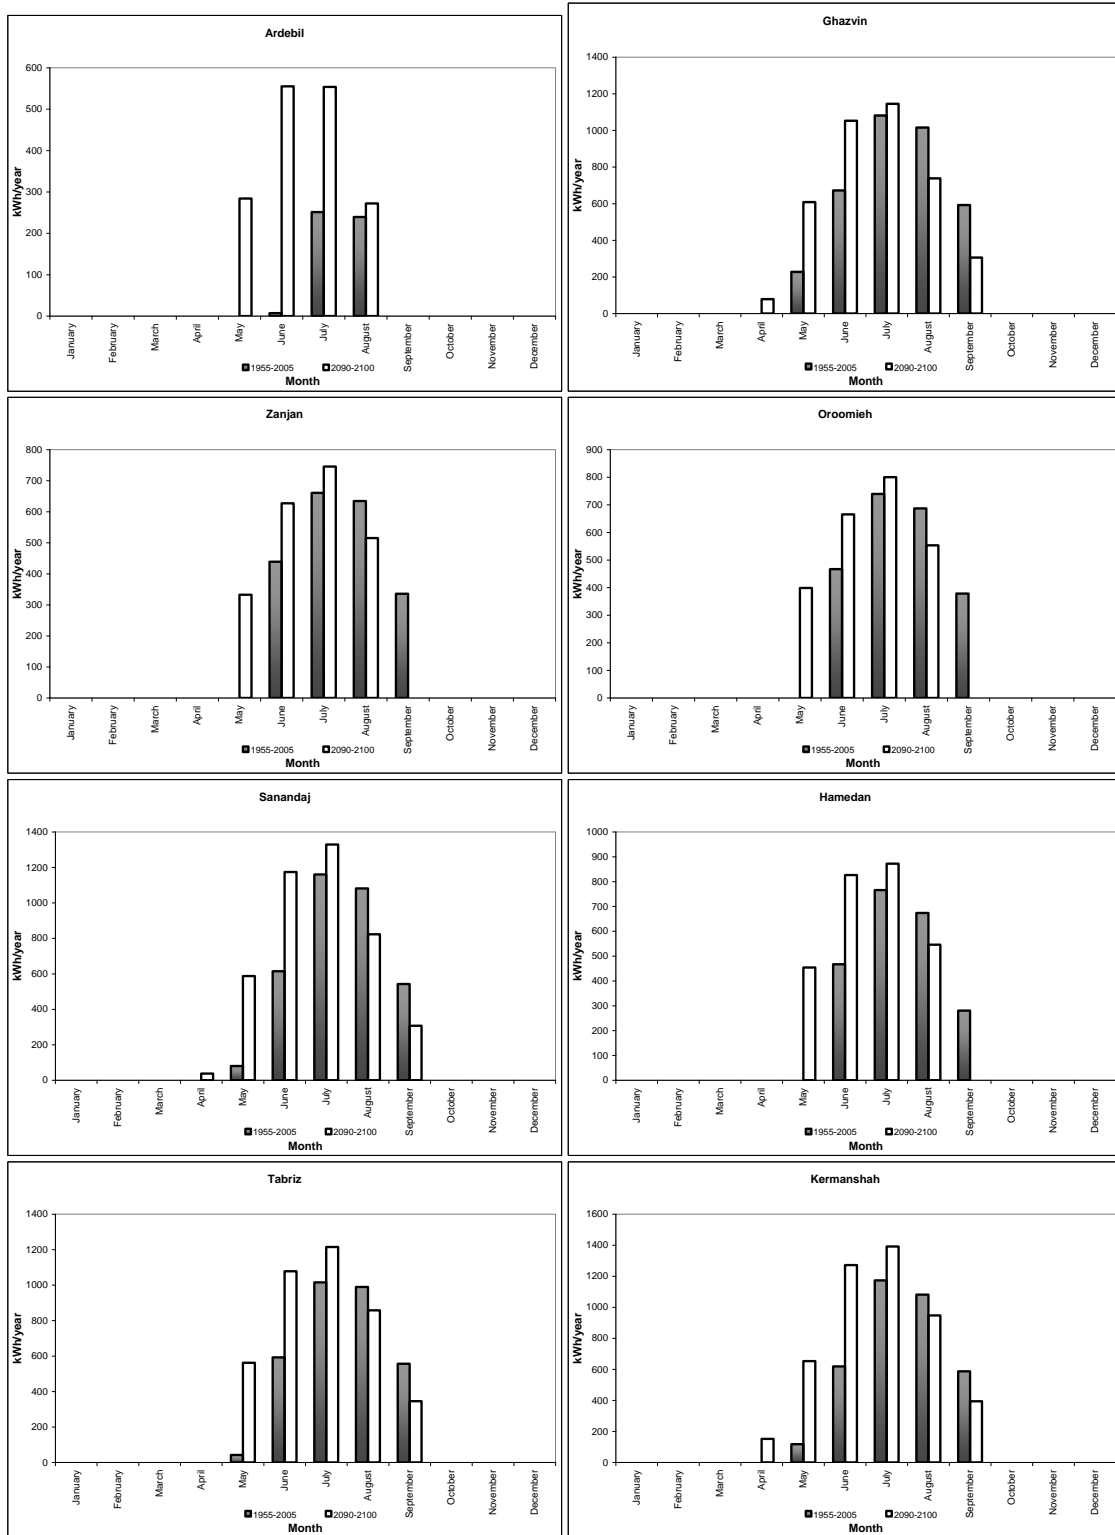 Ardebil
600
500
400
300
200
100
0
kWh/year
January
February
March
April
May
June
July
August
September
October
November
December
1955-2005 2090-2100
Month
Ghazvin
1400
1200
1000
800
600
400
200
0
kWh/year
January
February
March
April
May
June
July
August
September
October
November
December
1955-2005 2090-2100
Month
Zanjan
800
700
600
500
400
300
200
100
0
kWh/year
January
February
March
April
May
June
July
August
September
October
November
December
1955-2005 2090-2100
Month
Oroomieh
900
800
700
600
500
400
300
200
100
0
kWh/year
January
February
March
April
May
June
July
August
September
October
November
December
1955-2005 2090-2100
Month
Sanandaj
1400
1200
1000
800
600
400
200
0
kWh/year
January
February
March
April
May
June
July
August
September
October
November
December
1955-2005 2090-2100
Month
Hamedan
1000
900
800
700
600
500
400
300
200
100
0
kWh/year
January
February
March
April
May
June
July
August
September
October
November
December
1955-2005 2090-2100
Month
Tabriz
1400
1200
1000
800
600
400
200
0
kWh/year
January
February
March
April
May
June
July
August
September
October
November
December
1955-2005 2090-2100
Month
Kermanshah
1600
1400
1200
1000
800
600
400
200
0
kWh/year
January
February
March
April
May
June
July
August
September
October
November
December
1955-2005 2090-2100
Month